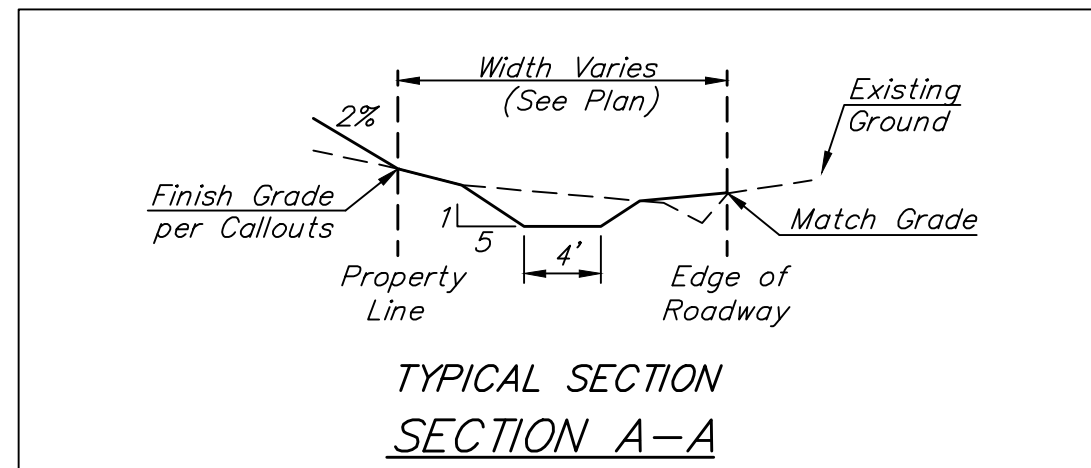 Width Varies
(See Plan)
Existing
Ground
2%
Finish Grade
per Callouts
1
5
4'
Match Grade
Property
Line
Edge of
Roadway
TYPICAL SECTION
SECTION A-A